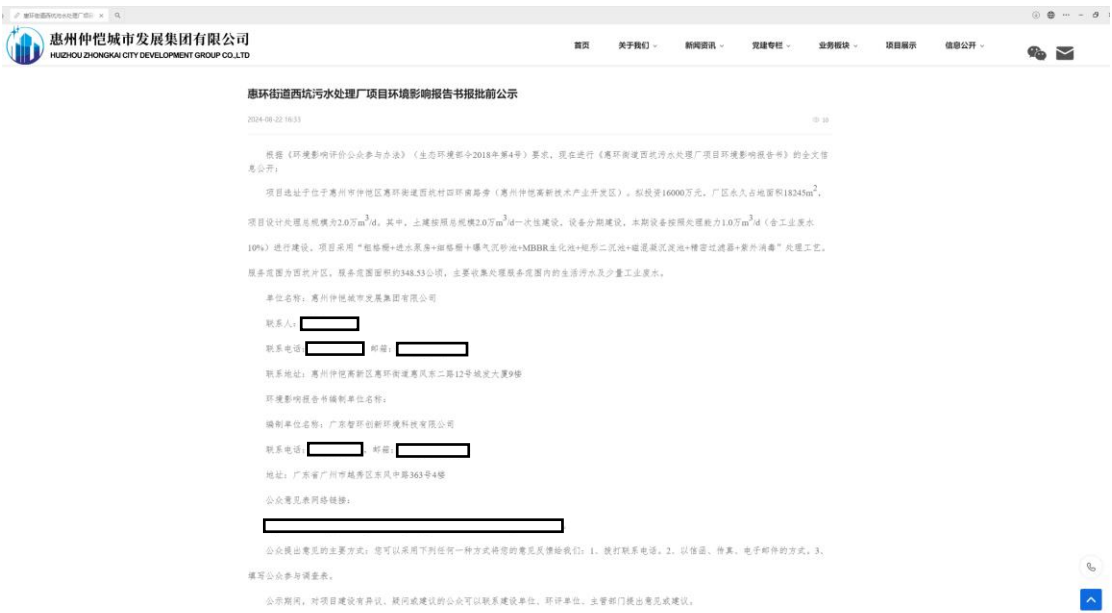 惠环街道西坑污水处理厂项目环
惠州仲恺城市发展集团有限公司
HUIZHOU ZHONGKAI CITY DEVELOPMENT GROUP CO.,LTD
首页 关于我们 新闻资讯 党建专栏 业务板块 项目展示 信息公开
惠环街道西坑污水处理厂项目环境影响报告书报批前公示
2024-08-22 16:33
根据《环境影响评价公众参与办法》（生态环境部令2018年第4号）要求，现在进行《惠环街道西坑污水处理厂项目环境影响报告书》的全文信
息公开：
项目选址于位于惠州市仲恺区惠环街道西坑村四环南路旁（惠州仲恺高新技术产业开发区），拟投资16000万元，厂区永久占地面积18245m²，
项目设计处理总规模为2.0万m³/d，其中，土建按照总规模2.0万m³/d一次性建设，设备分期建设，本期设备按照处理能力1.0万m³/d（含工业废水
10%）进行建设。项目采用“粗格栅+进水泵房+细格栅+曝气沉砂池+MBBR生化池+矩形二沉池+磁混凝沉淀池+精密过滤器+紫外消毒”处理工艺。
服务范围为西坑片区，服务范围面积约348.53公顷，主要收集处理服务范围内的生活污水及少量工业废水。
单位名称：惠州仲恺城市发展集团有限公司
联系人：
联系电话： 邮箱：
联系地址：惠州仲恺高新区惠环街道惠风东二路12号城发大厦9楼
环境影响报告书编制单位名称：
编制单位名称：广东智环创新环境科技有限公司
联系电话： 、邮箱：
地址：广东省广州市越秀区东风中路363号4楼
公众意见表网络链接：
公众提出意见的主要方式：您可以采用下列任何一种方式将您的意见反馈给我们：1、拨打联系电话。2、以信函、传真、电子邮件的方式。3、
填写公众参与调查表。
公示期间，对项目建设有异议、疑问或建议的公众可以联系建设单位、环评单位、主管部门提出意见或建议。